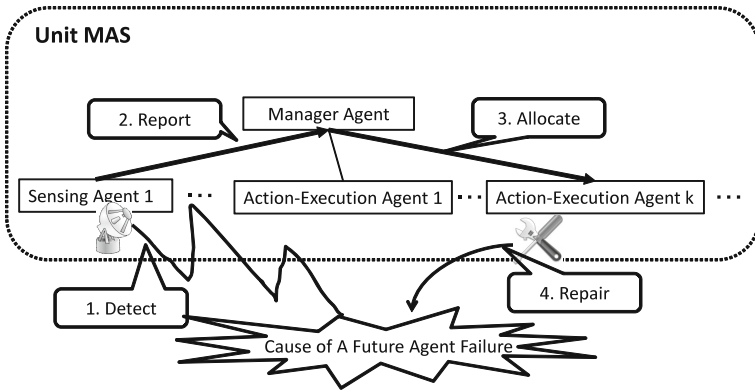 Unit MAS
2. Report
Manager Agent
3. Allocate
Sensing Agent 1
...
Action-Execution Agent 1
...
Action-Execution Agent k
...
1. Detect
4. Repair
Cause of A Future Agent Failure